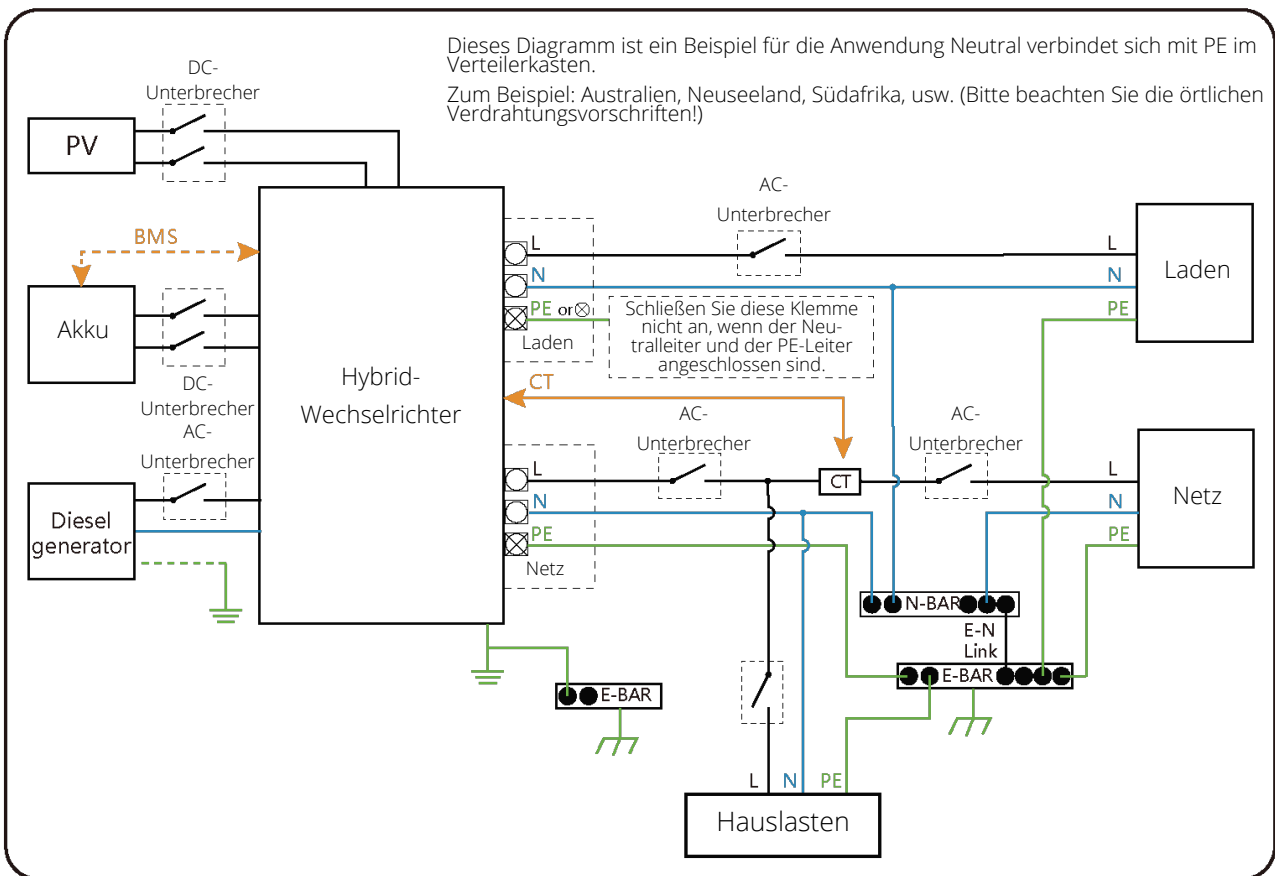 Dieses Diagramm ist ein Beispiel für die Anwendung Neutral verbindet sich mit PE im
Verteilerkasten.
Zum Beispiel: Australien, Neuseeland, Südafrika, usw. (Bitte beachten Sie die örtlichen
Verdrahtungsvorschriften!)
DC-
Unterbrecher
PV
BMS
Akku
DC-
Unterbrecher
AC-
Unterbrecher
Diesel
generator
Hybrid-
Wechselrichter
L
N
PE or⊗
Laden
Schließen Sie diese Klemme
nicht an, wenn der Neu-
tralleiter und der PE-Leiter
angeschlossen sind.
AC-
Unterbrecher
L
N
PE
Laden
CT
AC-
Unterbrecher
CT
AC-
Unterbrecher
L
N
PE
Netz
L
N
PE
Netz
N-BAR
E-N
Link
E-BAR
E-BAR
L
N
PE
Hauslasten